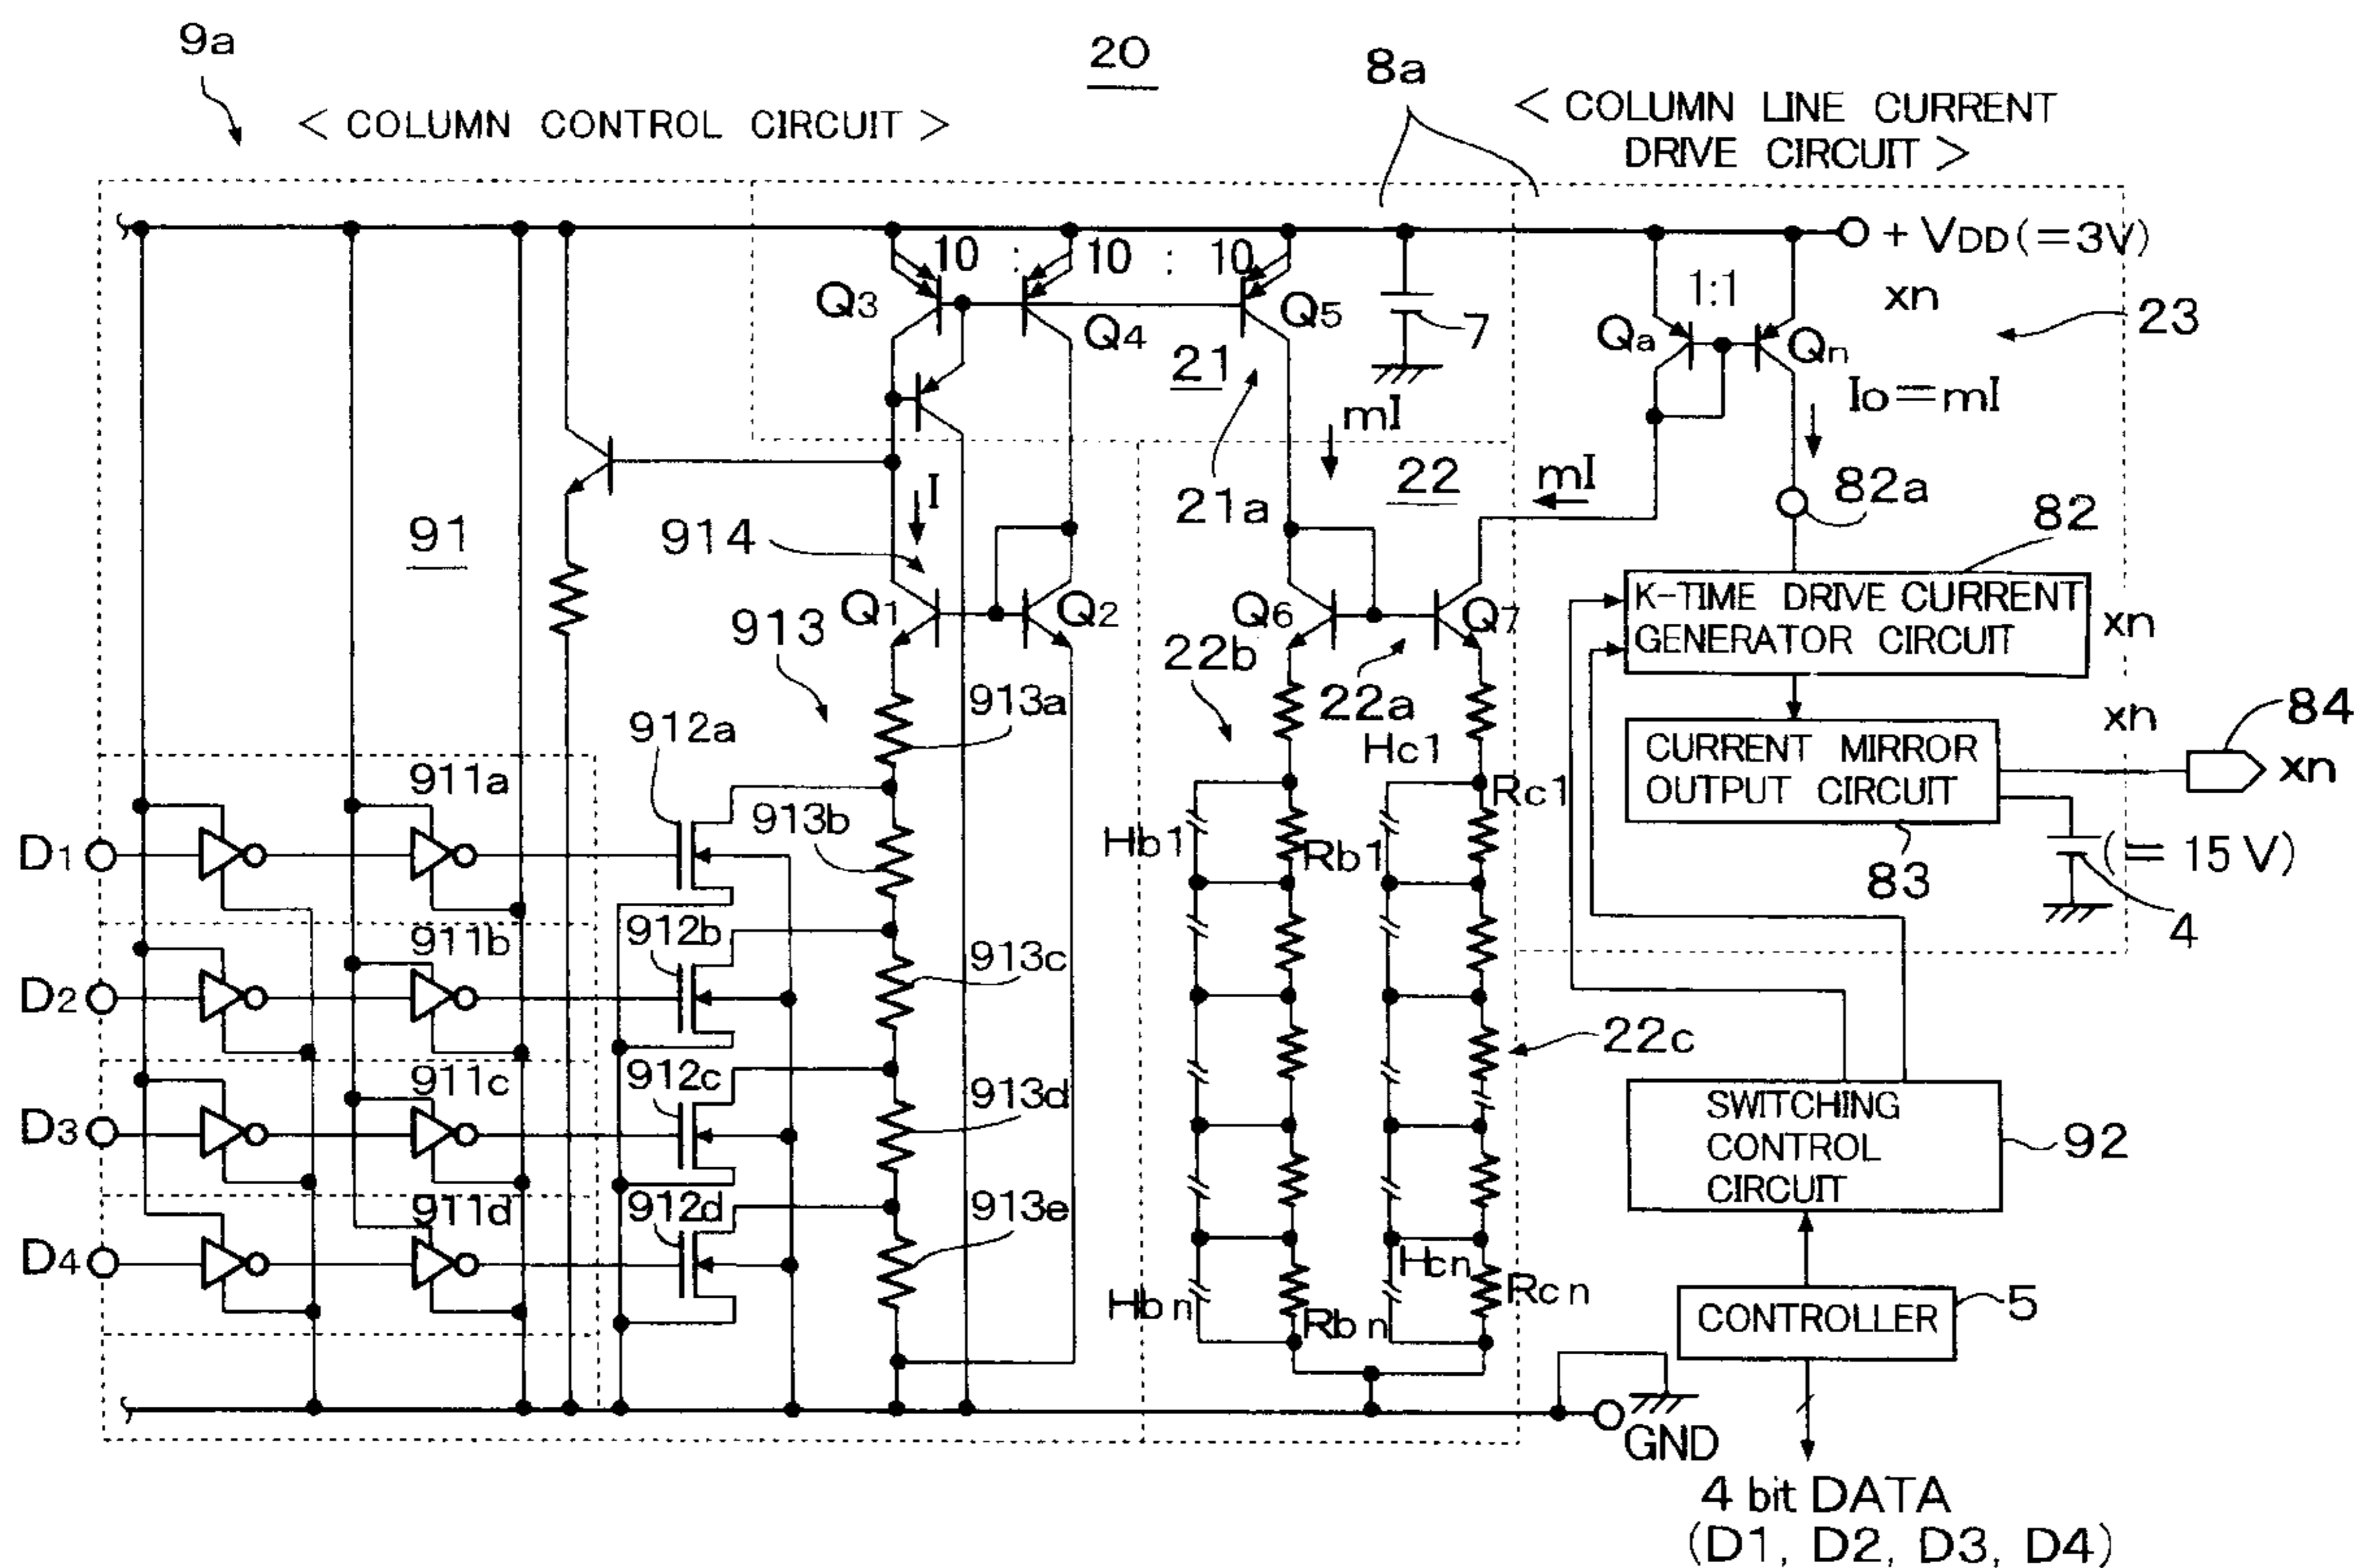 9a
20
8a
< COLUMN CONTROL CIRCUIT >
< COLUMN LINE CURRENT
DRIVE CIRCUIT >
+ VDD (=3V)
10 : 10 : 10
1:1
xn
Q3
Q4
Q5
7
Qa
Qn
23
21
mI
Io=mI
I
21a
22
mI
82a
82
91
914
913
Q1
Q2
Q6
Q7
K-TIME DRIVE CURRENT
GENERATOR CIRCUIT
xn
22b
22a
913a
912a
Hc1
xn
84
911a
913b
Rc1
CURRENT MIRROR
OUTPUT CIRCUIT
xn
D1
Hb1
Rb1
(= 15 V)
83
4
911b
912b
913c
D2
22c
911c
912c
913d
D3
SWITCHING
CONTROL
CIRCUIT
92
911d
912d
913e
D4
Hcn
Rcn
Hbn
Rbn
CONTROLLER
5
GND
4 bit DATA
(D1, D2, D3, D4)